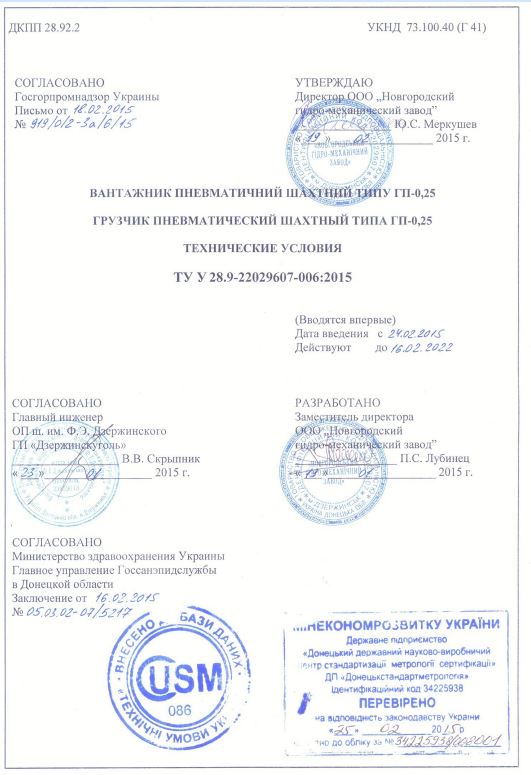 ДКПП 28.92.2
УКНД 73.100.40 (Г 41)
СОГЛАСОВАНО
Госгорпромнадзор Украины
Письмо от 18.02.2015
№ 919/0/2-3а/6/15
УТВЕРЖДАЮ
Директор ООО „Новгородский
гидро-механический завод”
Ю.С. Меркушев
« 19 » 2015 г.
«НОВГОРОДСЬКИЙ
ГІДРО-МЕХАНІЧНИЙ
ЗАВОД»
ВАНТАЖНИК ПНЕВМАТИЧНИЙ ШАХТНИЙ ТИПУ ГП-0,25
ГРУЗЧИК ПНЕВМАТИЧЕСКИЙ ШАХТНЫЙ ТИПА ГП-0,25
ТЕХНИЧЕСКИЕ УСЛОВИЯ
ТУ У 28.9-22029607-006:2015
(Вводятся впервые)
Дата введения с 24.02.2015
Действуют до 16.02.2022
СОГЛАСОВАНО
Главный инженер
ОП ш. им. Ф.Э. Дзержинского
ГП «Дзержинскуголь»
В.В. Скрыпник
« 23 » 01 2015 г.
РАЗРАБОТАНО
Заместитель директора
ООО „Новгородский
гидро-механический завод”
П.С. Лубинец
« 19 » 01 2015 г.
СОГЛАСОВАНО
Министерство здравоохранения Украины
Главное управление Госсанэпидслужбы
в Донецкой области
Заключение от 16.02.2015
№ 05.03.02-07/5217
ВНЕСЕНО БАЗИ ДАНИХ
USM
086
«ТЕХНІЧНІ УМОВИ
МІНЕКОНОМРОЗВИТКУ УКРАЇНИ
Державне підприємство
«Донецький державний науково-виробничий
центр стандартизації метрології сертифікації»
ДП «Донецькстандартметрологія»
Ідентифікаційний код 34225938
ПЕРЕВІРЕНО
на відповідність законодавству України
« 25 » 02 2015 р
до обліку за № 34225938/002001